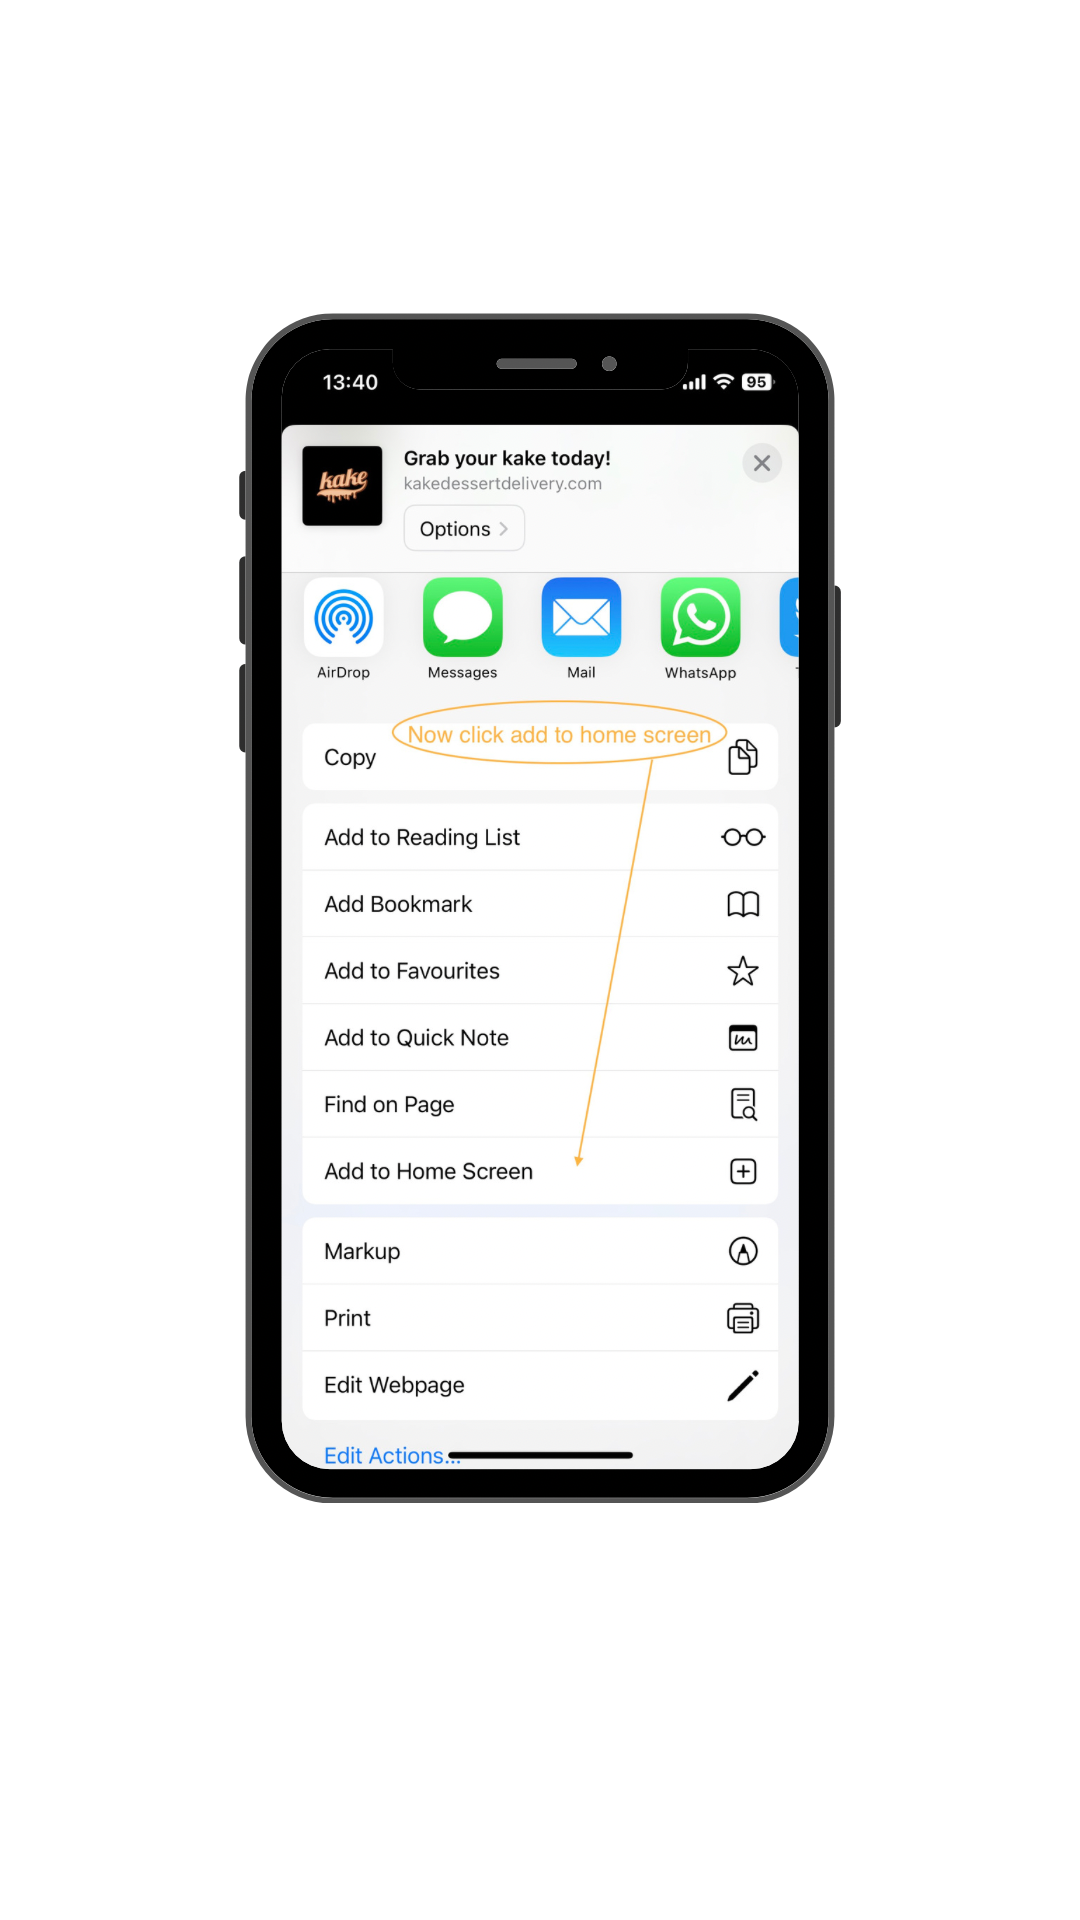 13:40
95
kake
Grab your kake today!
kakedessertdelivery.com
Options
AirDrop
Messages
Mail
WhatsApp
Now click add to home screen
Copy
Add to Reading List
Add Bookmark
Add to Favourites
Add to Quick Note
Find on Page
Add to Home Screen
Markup
Print
Edit Webpage
Edit Actions...